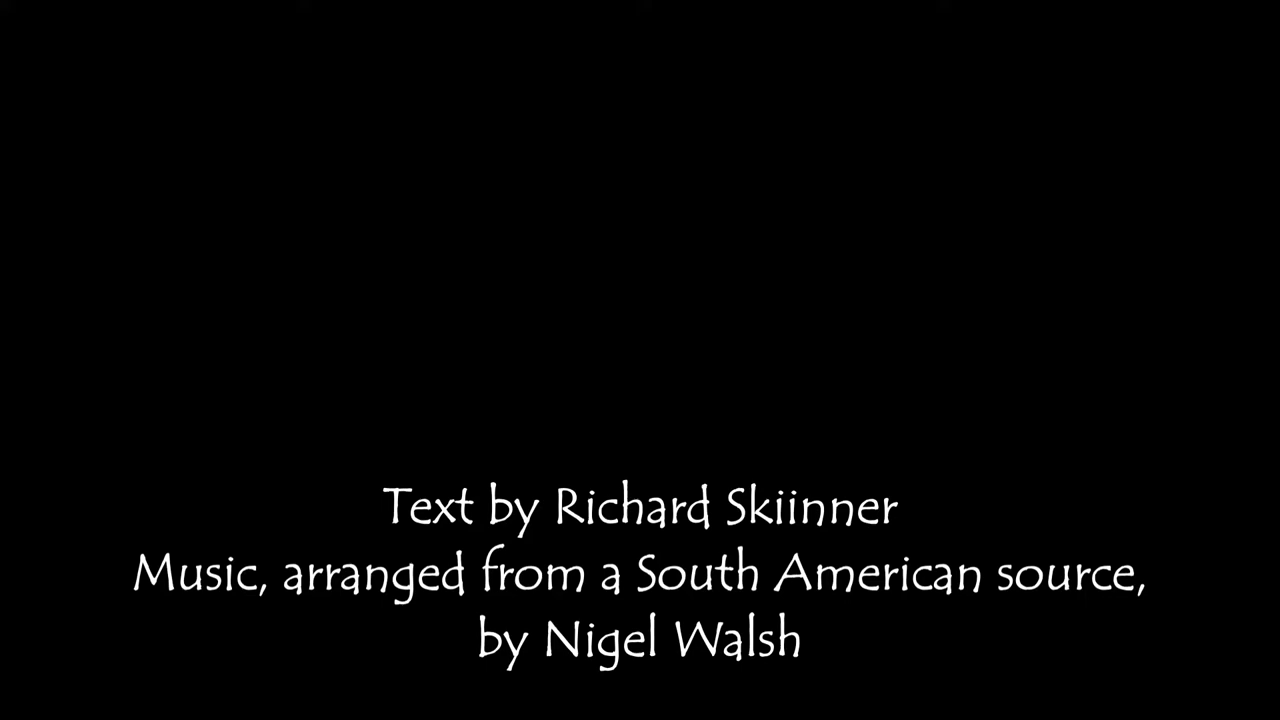 Text by Richard Skiinner
Music, arranged from a South American source,
by Nigel Walsh